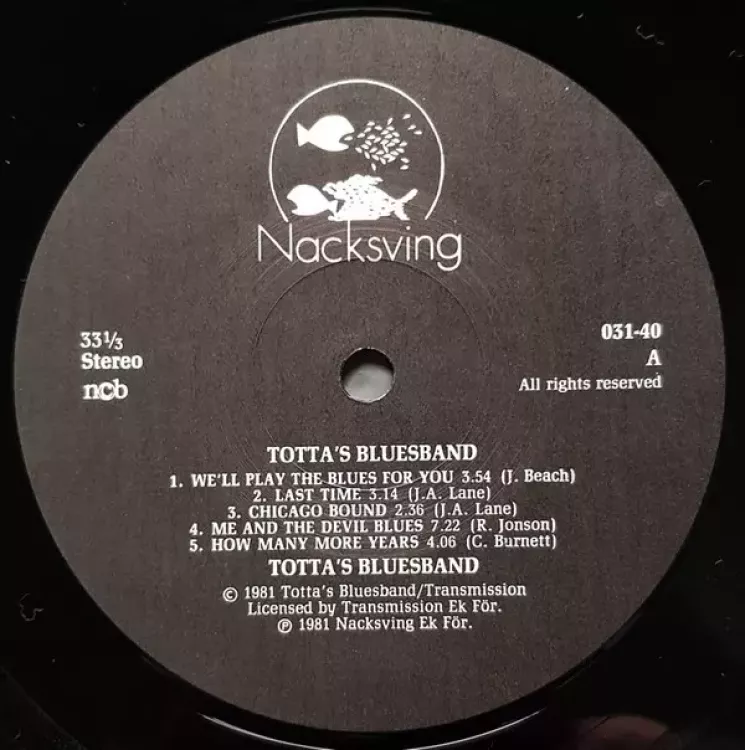 Nacksving
33⅓
Stereo
ncb
031-40
A
All rights reserved
TOTTA'S BLUESBAND
1. WE'LL PLAY THE BLUES FOR YOU 3.54 (J. Beach)
2. LAST TIME 3.14 (J.A. Lane)
3. CHICAGO BOUND 2.36 (J.A. Lane)
4. ME AND THE DEVIL BLUES 7.22 (R. Jonson)
5. HOW MANY MORE YEARS 4.06 (C. Burnett)
TOTTA'S BLUESBAND
© 1981 Totta's Bluesband/Transmission
Licensed by Transmission Ek För.
℗ 1981 Nacksving Ek För.